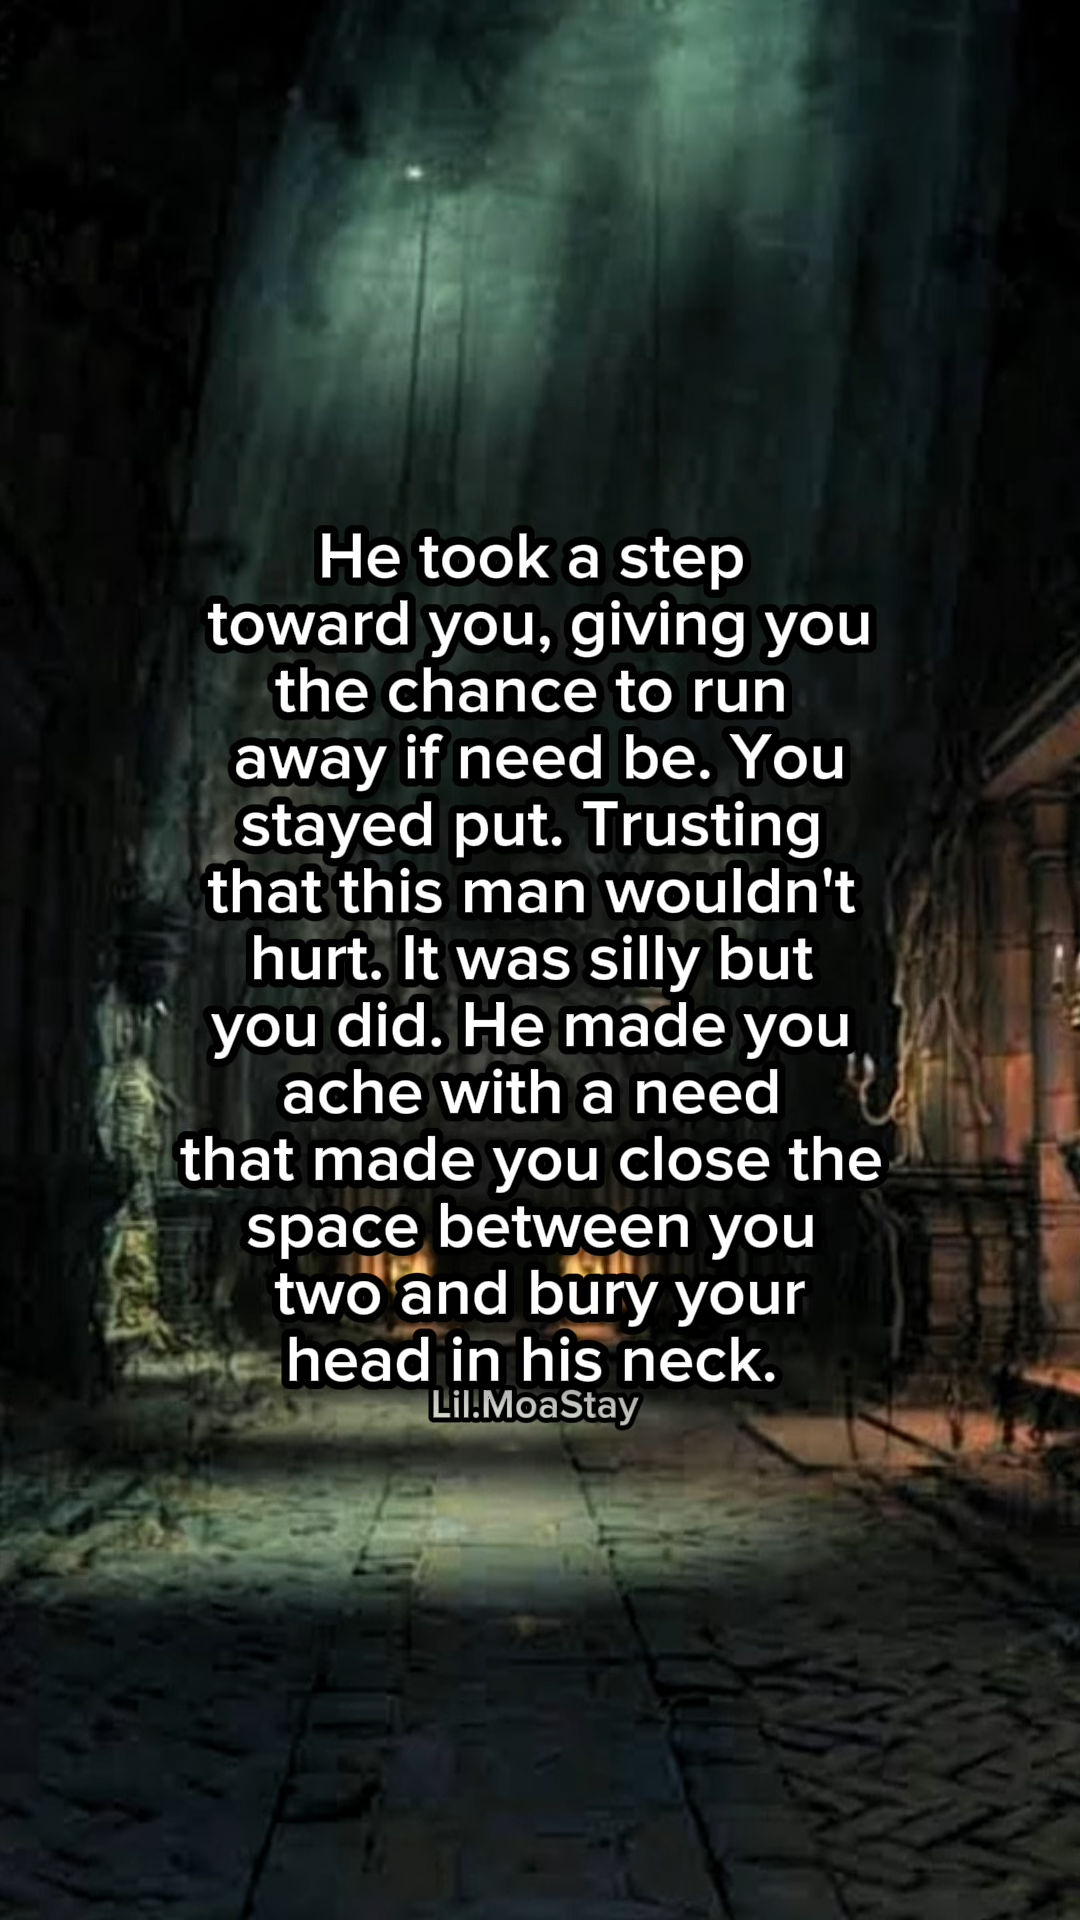 He took a step
toward you, giving you
the chance to run
away if need be. You
stayed put. Trusting
that this man wouldn't
hurt. It was silly but
you did. He made you
ache with a need
that made you close the
space between you
two and bury your
head in his neck.
Lil.MoaStay